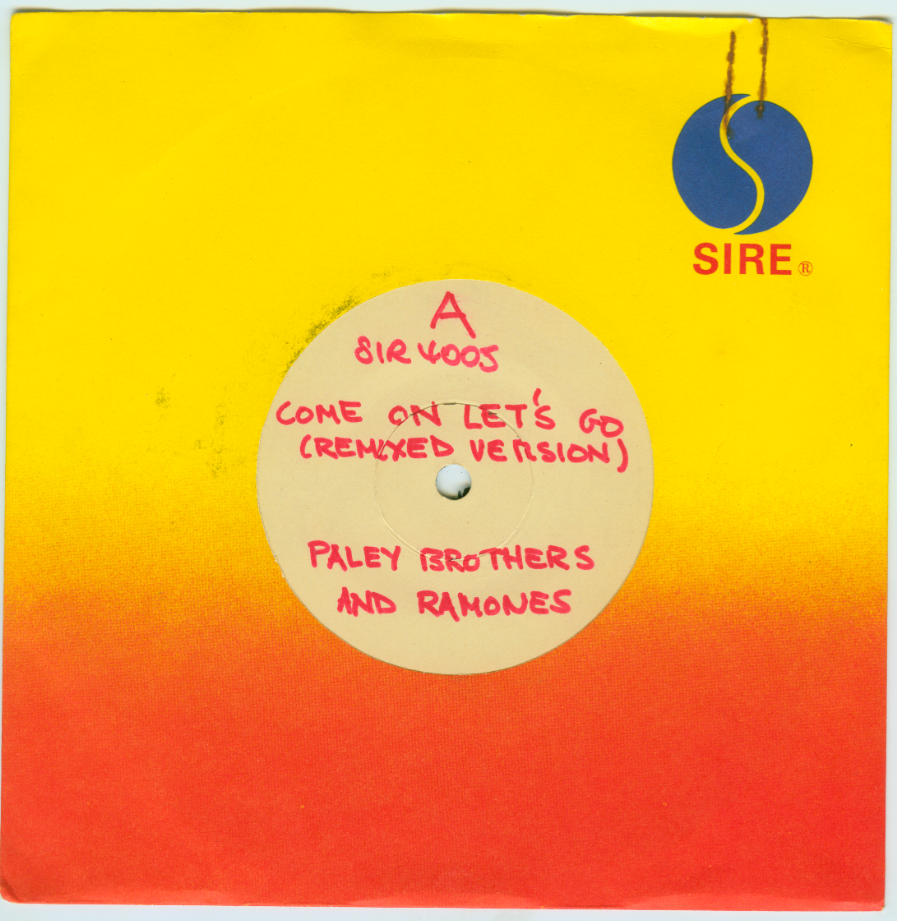 SIRE ®
A
SIR 4005
COME ON LET'S GO
(REMIXED VERSION)
PALEY BROTHERS
AND RAMONES